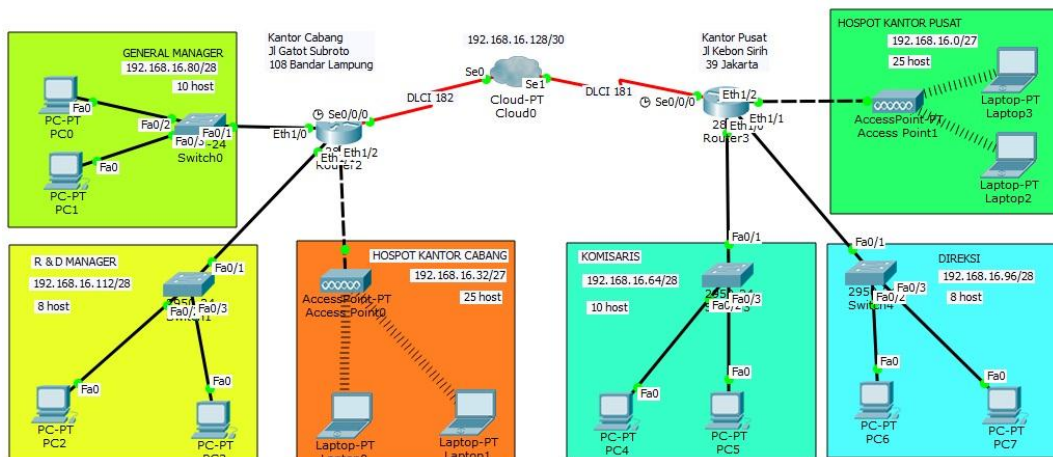 GENERAL MANAGER
192.168.16.80/28
10 host
Fa0
PC-PT
PC0
Fa0/2
Fa0/1
Fa0/3
-24
Switch0
Fa0
PC-PT
PC1
Kantor Cabang
Jl Gatot Subroto
108 Bandar Lampung
Eth1/0
Se0/0/0
Eth1/2
Router2
192.168.16.128/30
Se0
Se1
Cloud-PT
Cloud0
DLCI 182
DLCI 181
Kantor Pusat
Jl Kebon Sirih
39 Jakarta
Se0/0/0
Eth1/2
28
Eth1/1
Router3
Eth1/0
HOSPOT KANTOR PUSAT
192.168.16.0/27
25 host
AccessPoint-PT
Access Point1
Laptop-PT
Laptop3
Laptop-PT
Laptop2
R & D MANAGER
192.168.16.112/28
8 host
Fa0/1
Fa0/3
Switch1
Fa0
PC-PT
PC2
Fa0
PC-PT
HOSPOT KANTOR CABANG
192.168.16.32/27
25 host
AccessPoint-PT
Access Point0
Laptop-PT
Laptop-PT
Laptop1
KOMISARIS
192.168.16.64/28
10 host
Fa0/1
Fa0/3
Fa0
PC-PT
PC4
Fa0
PC-PT
PC5
DIREKSI
192.168.16.96/28
8 host
Fa0/1
Fa0/3
Fa0/2
Switch4
Fa0
PC-PT
PC6
Fa0
PC-PT
PC7